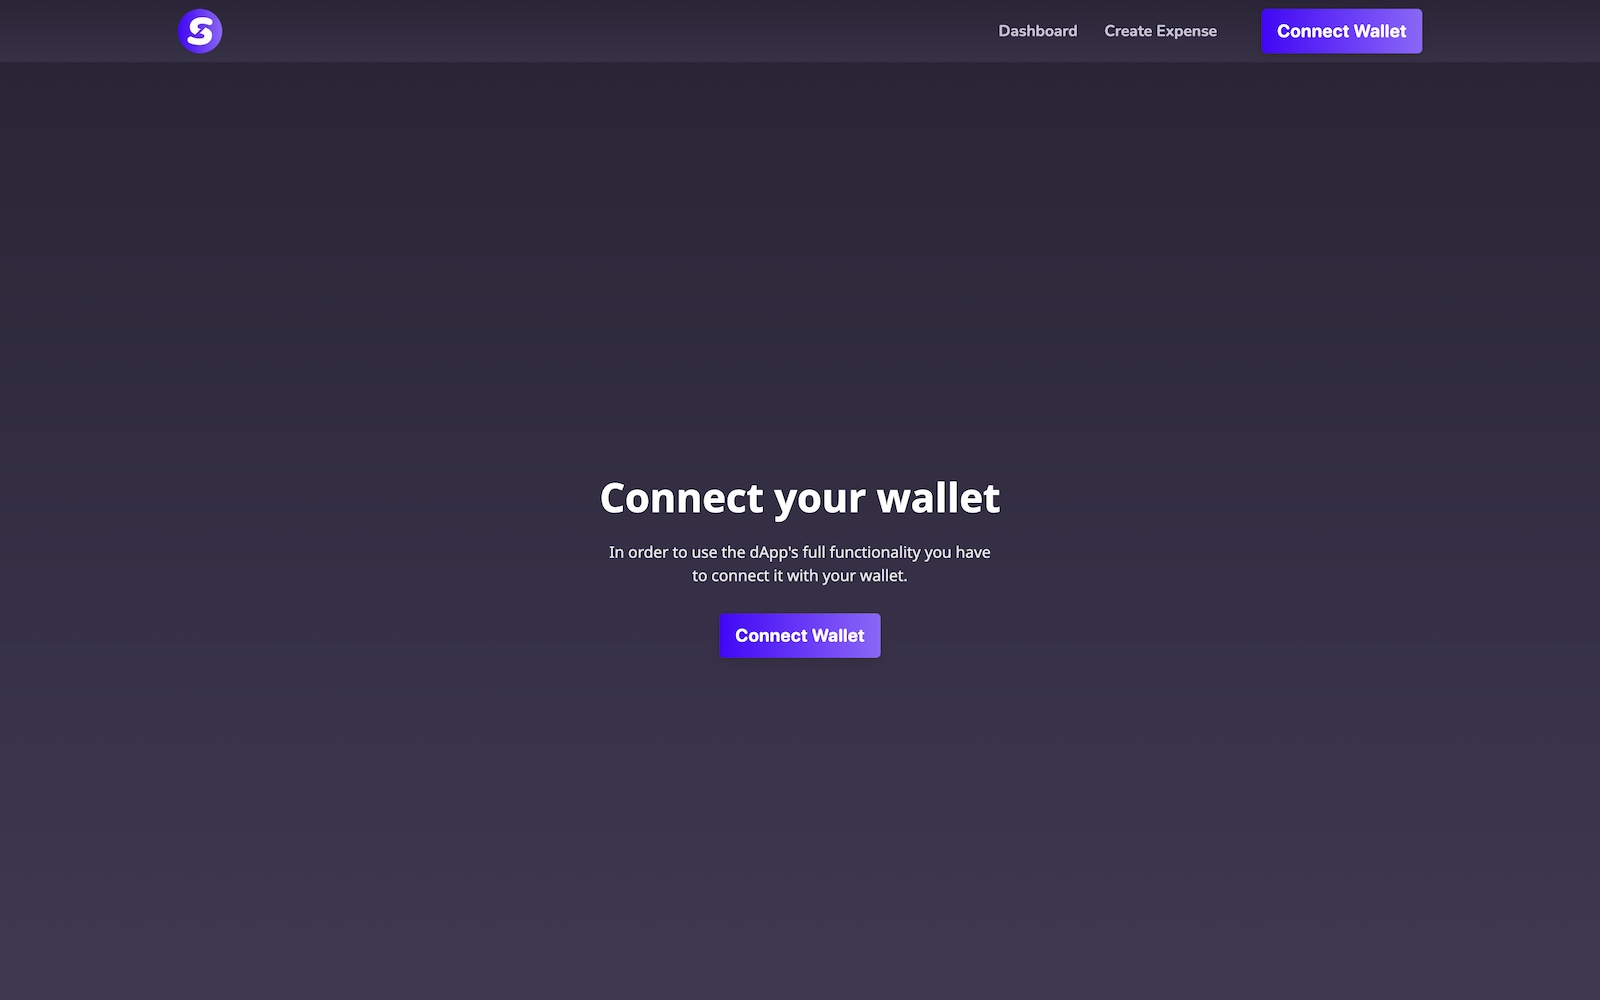 S
Dashboard
Create Expense
Connect Wallet
Connect your wallet
In order to use the dApp's full functionality you have
to connect it with your wallet.
Connect Wallet